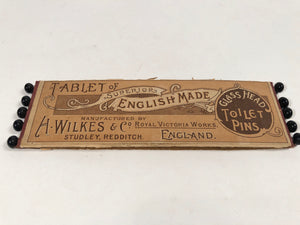 TABLET OF
SUPERIOR
ENGLISH MADE
GLASS HEAD
TOILET
PINS
MANUFACTURED BY
A. WILKES & Co. ROYAL VICTORIA WORKS.
STUDLEY, REDDITCH. ENGLAND.